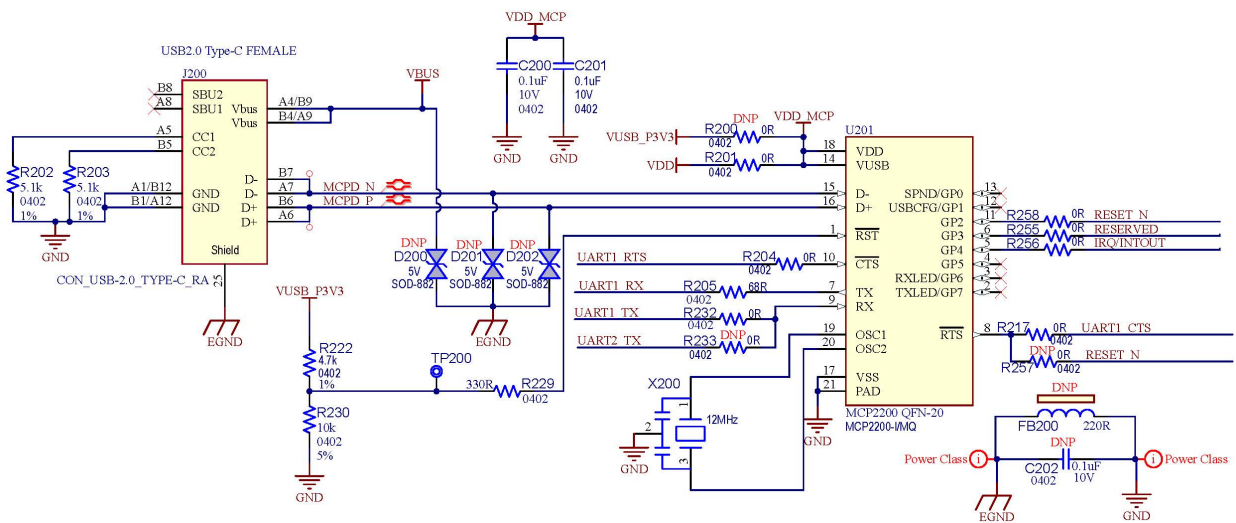 VDD_MCP
USB2.0 Type-C FEMALE
C200
0.1uF
10V
0402
C201
0.1uF
10V
0402
GND
GND
J200
VBUS
B8
SBU2
A8
SBU1
Vbus
A4/B9
Vbus
B4/A9
A5
CC1
B5
CC2
R202
5.1k
0402
1%
R203
5.1k
0402
1%
D-
B7
D-
A7
D+
B6
D+
A6
A1/B12
GND
B1/A12
GND
GND
Shield
25
CON_USB-2.0_TYPE-C_RA
EGND
MCPD_N
MCPD_P
DNP
D200
5V
SOD-882
DNP
D201
5V
SOD-882
DNP
D202
5V
SOD-882
EGND
VUSB_P3V3
R222
4.7k
0402
1%
R230
10k
0402
5%
GND
TP200
330R
R229
0402
VDD_MCP
VUSB_P3V3
R200
DNP
0R
0402
VDD
R201
0R
0402
UART1_RTS
R204
0R
0402
UART1_RX
R205
68R
0402
UART1_TX
R232
0R
0402
UART2_TX
R233
DNP
0R
0402
X200
1
2
3
12MHz
GND
U201
18
VDD
14
VUSB
15
D-
16
D+
1
RST
10
CTS
7
TX
9
RX
19
OSC1
20
OSC2
17
VSS
21
PAD
GND
SPND/GP0
13
USBCFG/GP1
12
GP2
11
GP3
6
GP4
5
GP5
4
RXLED/GP6
3
TXLED/GP7
2
RTS
8
MCP2200 QFN-20
MCP2200-I/MQ
R258
0R
RESET_N
R255
0R
RESERVED
R256
0R
IRQ/INTOUT
R217
0R
0402
UART1_CTS
R257
DNP
0R
0402
RESET_N
DNP
FB200
220R
DNP
C202
0402
0.1uF
10V
Power Class
i
i
Power Class
EGND
GND